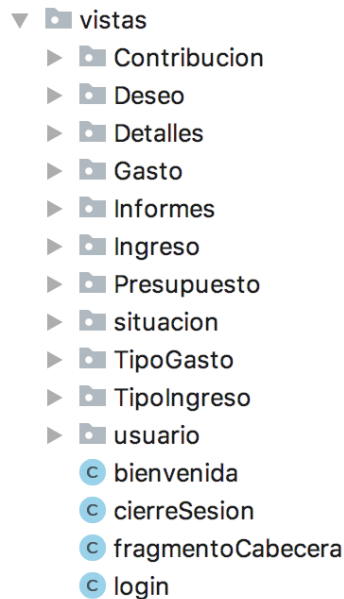 vistas
Contribucion
Deseo
Detalles
Gasto
Informes
Ingreso
Presupuesto
situacion
TipoGasto
TipoIngreso
usuario
C bienvenida
C cierreSesion
C fragmentoCabecera
C login